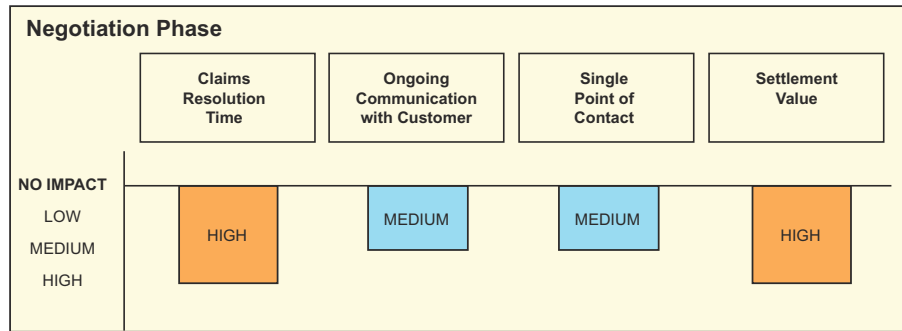 Negotiation Phase
Claims
Resolution
Time
Ongoing
Communication
with Customer
Single
Point of
Contact
Settlement
Value
NO IMPACT
LOW
MEDIUM
HIGH
HIGH
MEDIUM
MEDIUM
HIGH